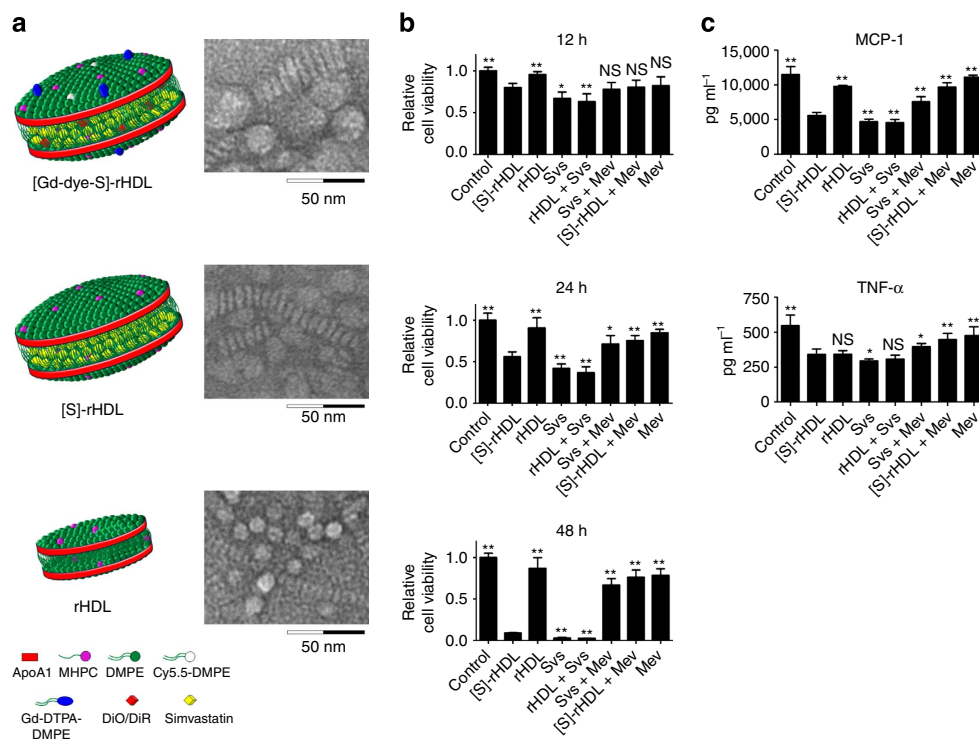 a
[Gd-dye-S]-rHDL
50 nm
[S]-rHDL
50 nm
rHDL
50 nm
ApoA1 MHPC DMPE Cy5.5-DMPE
Gd-DTPA-
DMPE
DiO/DiR Simvastatin
b
12 h
Relative
cell viability
1.0
0.5
0.0
** ** * ** NS NS NS
Control
[S]-rHDL
rHDL
Svs
rHDL + Svs
Svs + Mev
[S]-rHDL + Mev
Mev
24 h
Relative
cell viability
1.0
0.5
0.0
** ** ** ** * ** **
Control
[S]-rHDL
rHDL
Svs
rHDL + Svs
Svs + Mev
[S]-rHDL + Mev
Mev
48 h
Relative
cell viability
1.0
0.5
0.0
** ** ** ** ** ** **
Control
[S]-rHDL
rHDL
Svs
rHDL + Svs
Svs + Mev
[S]-rHDL + Mev
Mev
c
MCP-1
pg ml⁻¹
15,000
10,000
5,000
0
** ** ** ** ** ** **
Control
[S]-rHDL
rHDL
Svs
rHDL + Svs
Svs + Mev
[S]-rHDL + Mev
Mev
TNF-α
pg ml⁻¹
750
500
250
0
** NS * NS * ** **
Control
[S]-rHDL
rHDL
Svs
rHDL + Svs
Svs + Mev
[S]-rHDL + Mev
Mev